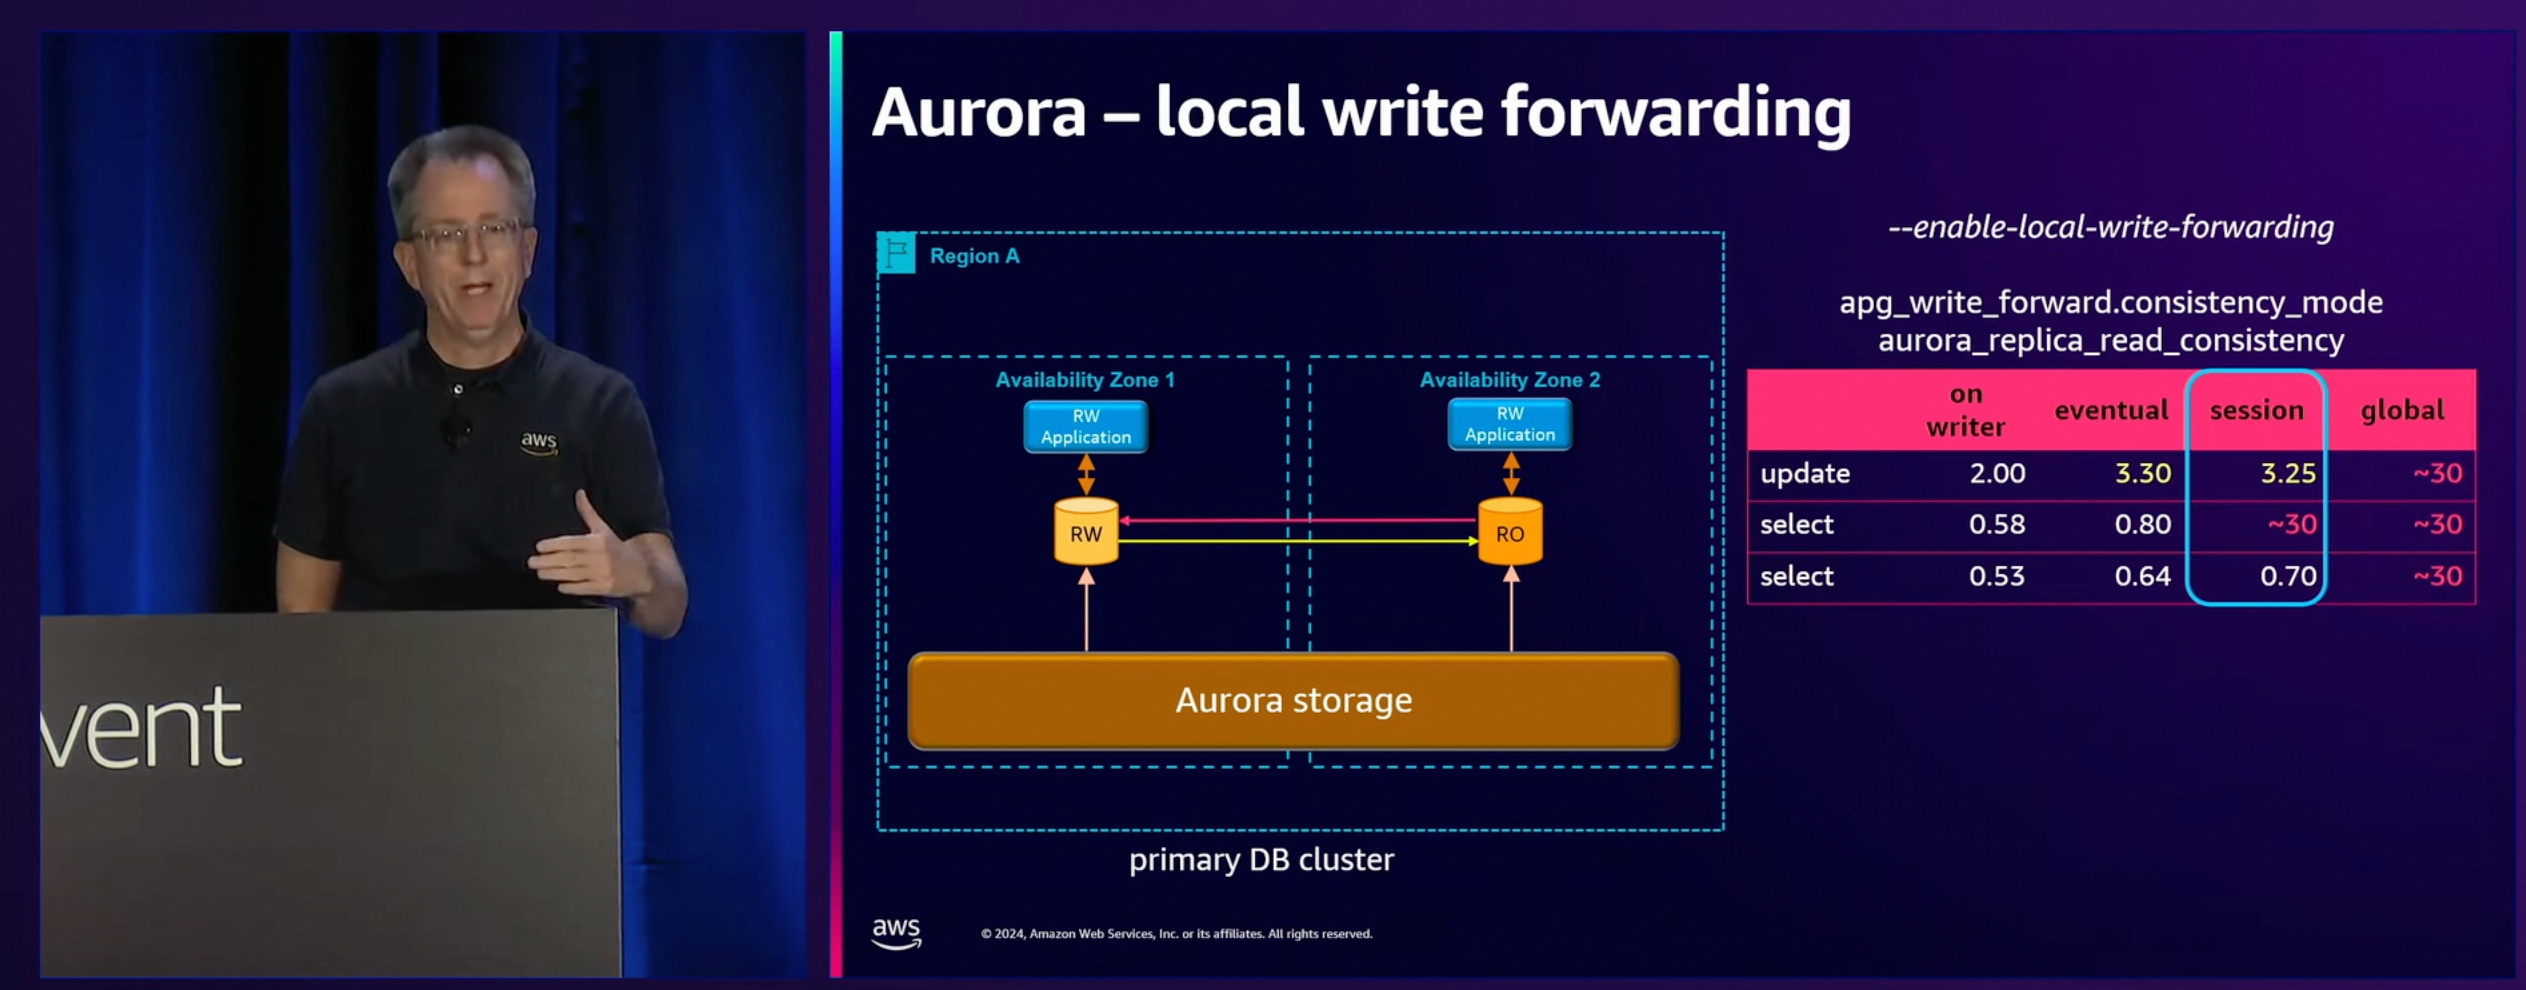 aws
vent
Aurora – local write forwarding
Region A
Availability Zone 1
RW
Application
RW
Availability Zone 2
RW
Application
RO
Aurora storage
primary DB cluster
--enable-local-write-forwarding
apg_write_forward.consistency_mode
aurora_replica_read_consistency
on writer eventual session global
update 2.00 3.30 3.25 ~30
select 0.58 0.80 ~30 ~30
select 0.53 0.64 0.70 ~30
aws
© 2024, Amazon Web Services, Inc. or its affiliates. All rights reserved.